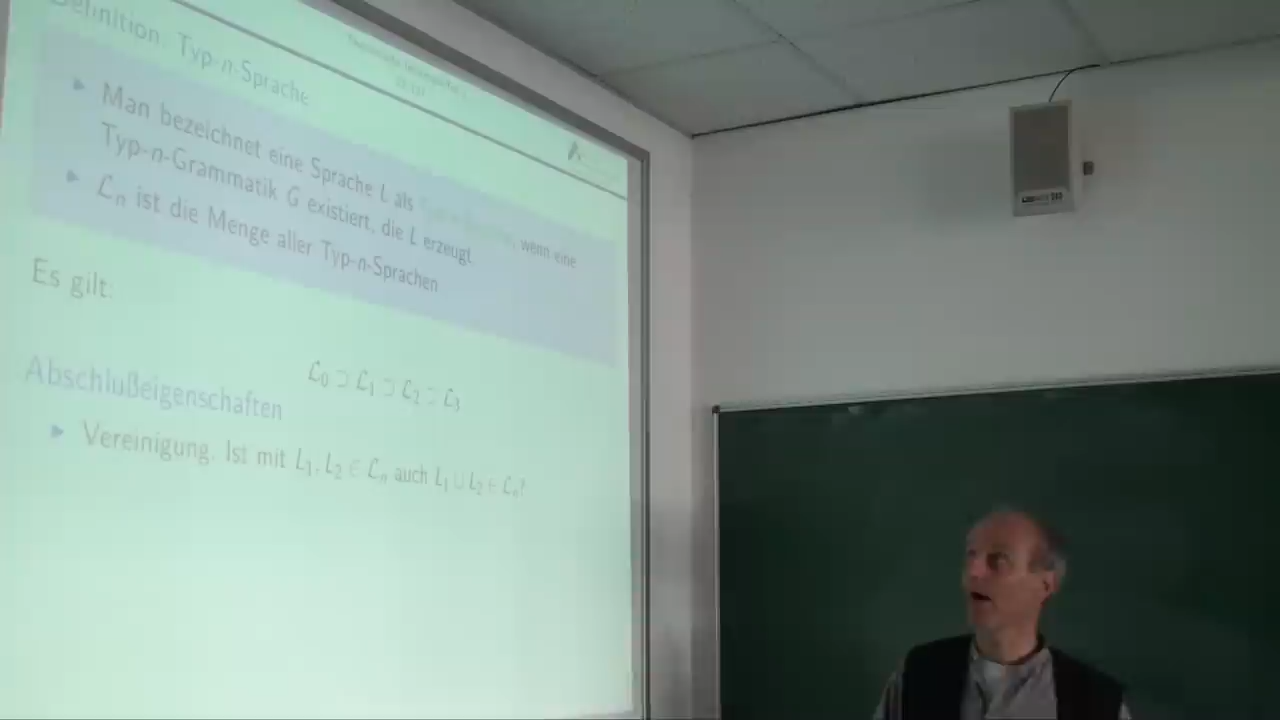 Definition: Typ-n-Sprache
Man bezeichnet eine Sprache L als wenn eine
Typ-n-Grammatik G existiert, die L erzeugt.
ℒn ist die Menge aller Typ-n-Sprachen
Es gilt:
ℒ0 ⊃ ℒ1 ⊃ ℒ2 ⊃ ℒ3
Abschlußeigenschaften
Vereinigung. Ist mit L1, L2 ∈ ℒn auch L1 ∪ L2 ∈ ℒn?